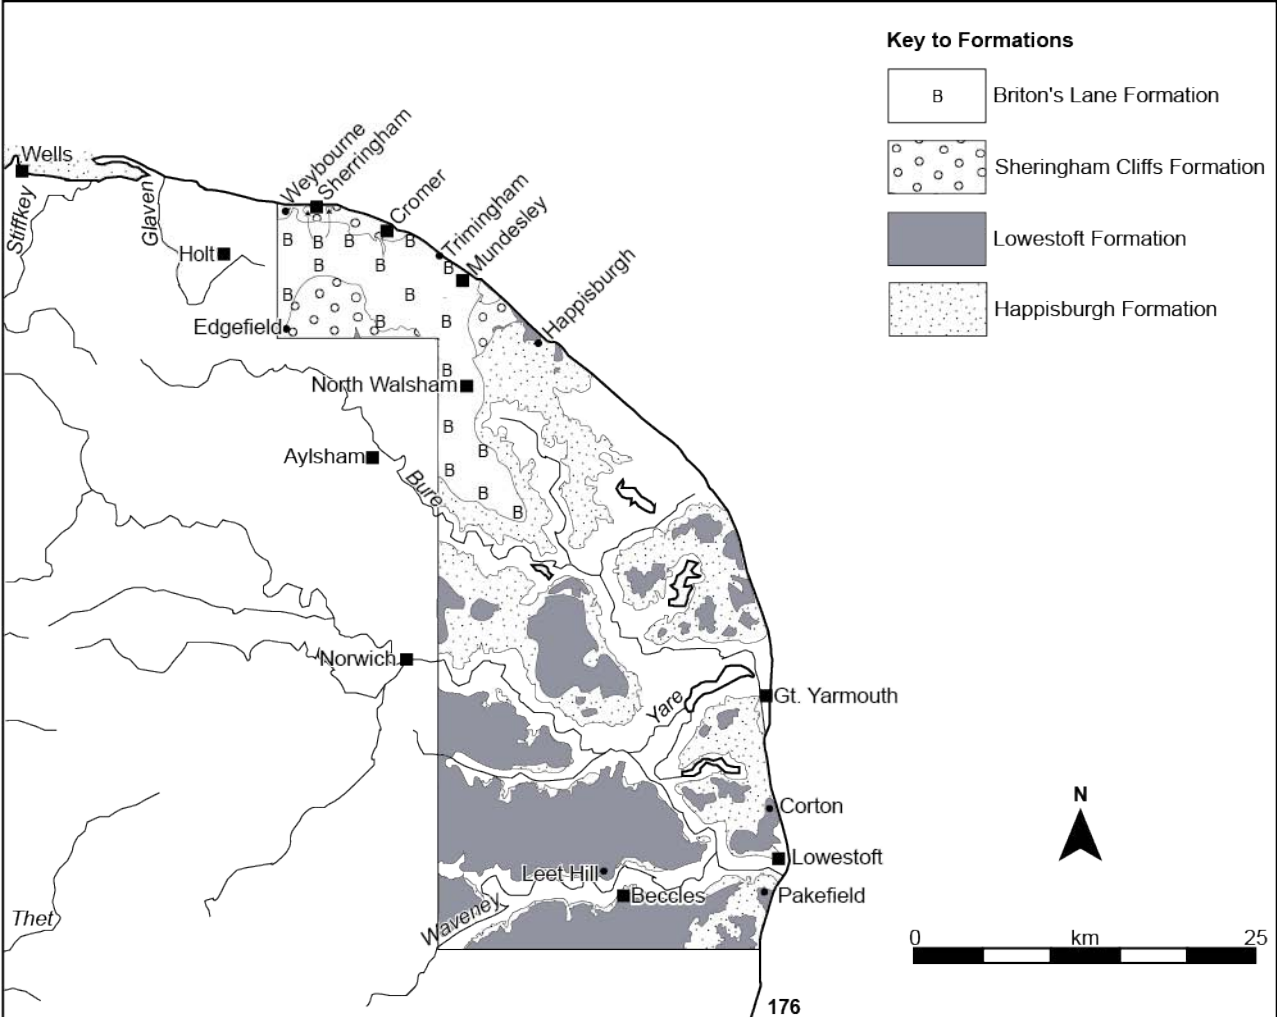 Key to Formations
B
Briton's Lane Formation
Sheringham Cliffs Formation
Lowestoft Formation
Happisburgh Formation
Wells
Stiffkey
Glaven
Weybourne
Sherringham
Cromer
Trimingham
Mundesley
Happisburgh
Holt
Edgefield
B
B
B
B
B
B
B
B
B
B
B
B
North Walsham
B
B
B
B
B
B
Aylsham
Bure
Norwich
Yare
Gt. Yarmouth
Corton
Lowestoft
Leet Hill
Beccles
Pakefield
Waveney
Thet
N
0 km 25
176